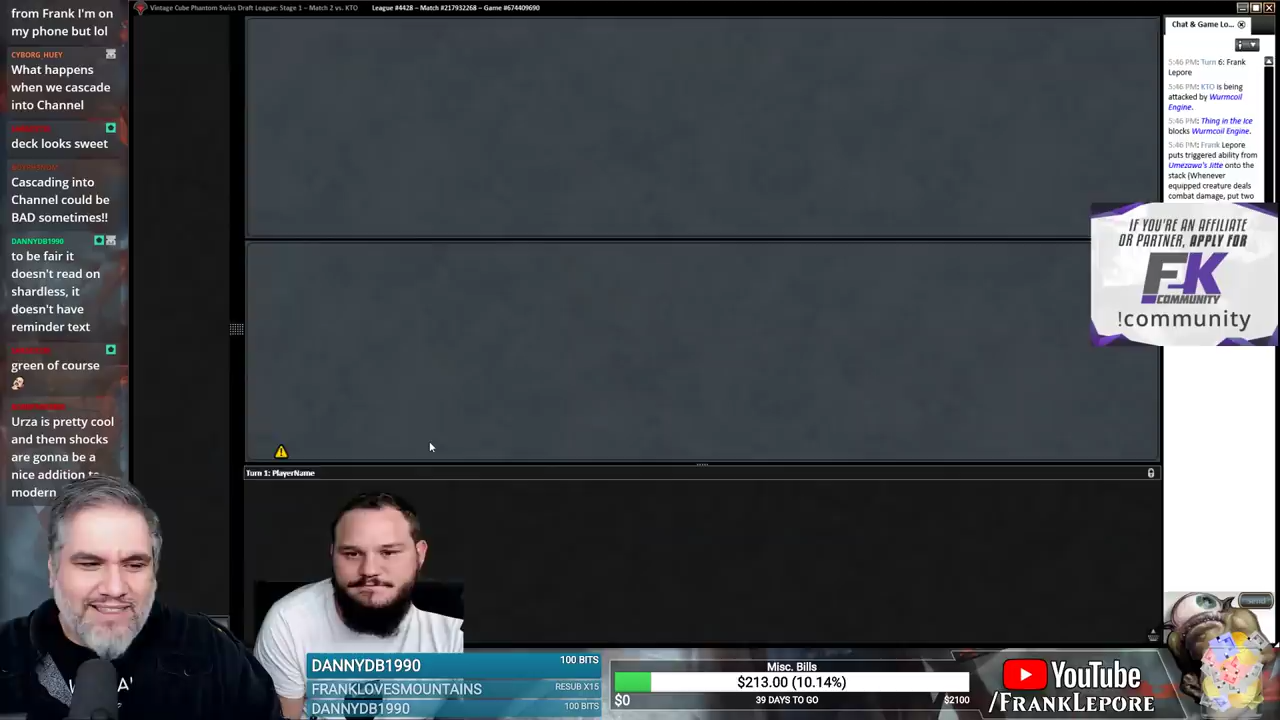 from Frank I'm on
my phone but lol
CYBORG HUEY
What happens
when we cascade
into Channel
deck looks sweet
Cascading into
Channel could be
BAD sometimes!!
DANNYDB1990
to be fair it
doesn't read on
shardless, it
doesn't have
reminder text
green of course
Urza is pretty cool
and them shocks
are gonna be a
nice addition to
modern
Vintage Cube Phantom Swiss Draft League: Stage 1 – Match 2 vs. KTO
League #4428 – Match #217932268 – Game #674409690
Turn 1: PlayerName
Chat & Game Lo...
5:46 PM: Turn 6: Frank
Lepore
5:46 PM: KTO is being
attacked by Wurmcoil
Engine.
5:46 PM: Thing in the Ice
blocks Wurmcoil Engine.
5:46 PM: Frank Lepore
puts triggered ability from
Umezawa's Jitte onto the
stack (Whenever
equipped creature deals
combat damage, put two
IF YOU'RE AN AFFILIATE
OR PARTNER, APPLY FOR
FK
COMMUNITY
!community
Send
DANNYDB1990 100 BITS
FRANKLOVESMOUNTAINS RESUB X15
DANNYDB1990 100 BITS
Misc. Bills
$213.00 (10.14%)
$0 39 DAYS TO GO $2100
YouTube
/FRANKLEPORE